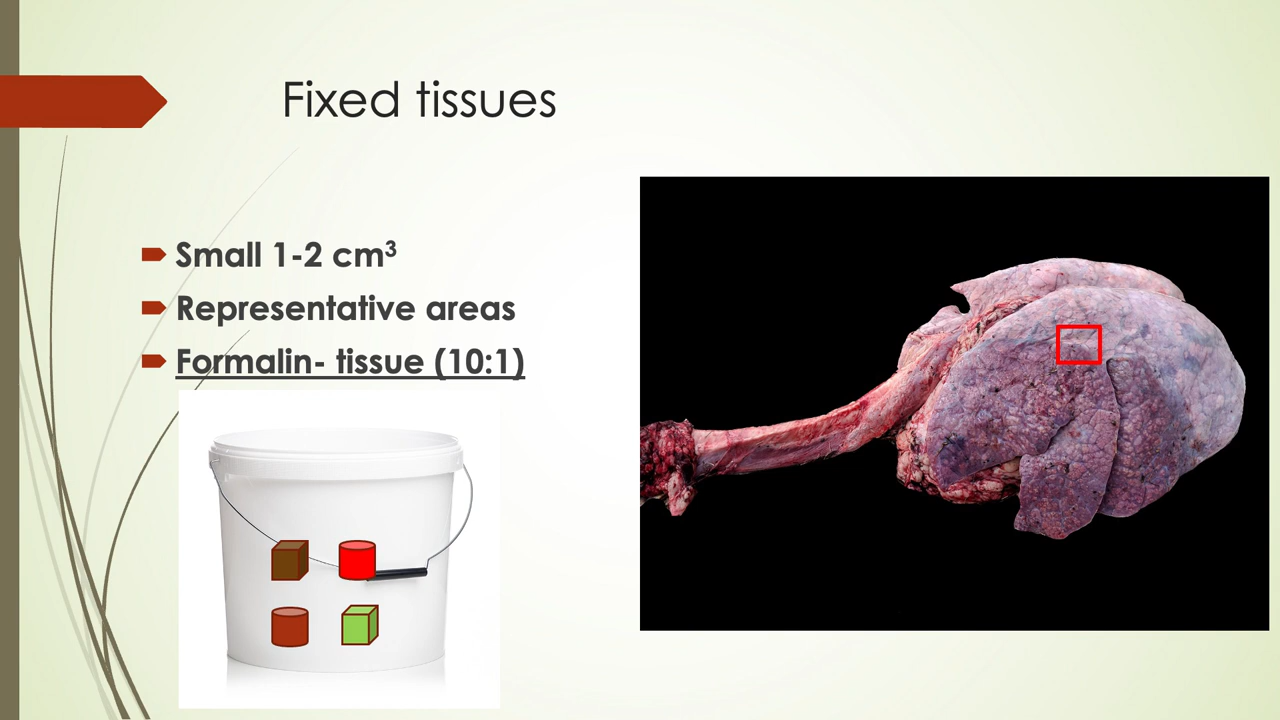 Fixed tissues
Small 1-2 cm³
Representative areas
Formalin- tissue (10:1)